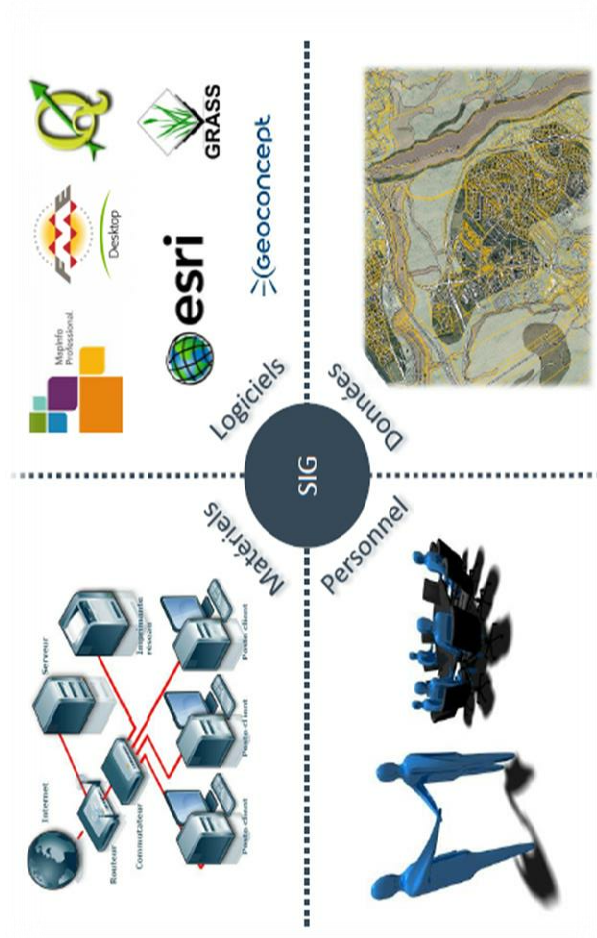 Internet
Serveur
Routeur
Commutateur
Imprimante
réseau
Poste client
Poste client
Poste client
Matériels
MapInfo
Professional.
FME
Desktop
esri
GRASS
Geoconcept
Logiciels
SIG
Personnel
Données